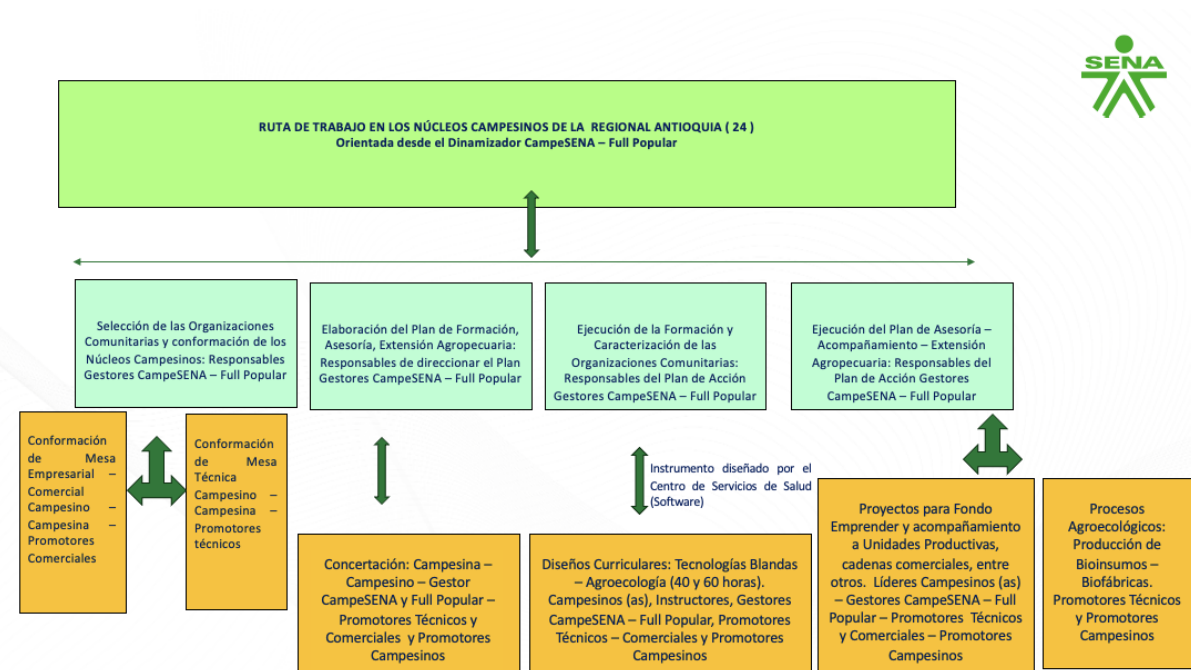 SENA
RUTA DE TRABAJO EN LOS NÚCLEOS CAMPESINOS DE LA REGIONAL ANTIOQUIA ( 24 )
Orientada desde el Dinamizador CampeSENA – Full Popular
Selección de las Organizaciones
Comunitarias y conformación de los
Núcleos Campesinos: Responsables
Gestores CampeSENA – Full Popular
Elaboración del Plan de Formación,
Asesoría, Extensión Agropecuaria:
Responsables de direccionar el Plan
Gestores CampeSENA – Full Popular
Ejecución de la Formación y
Caracterización de las
Organizaciones Comunitarias:
Responsables del Plan de Acción
Gestores CampeSENA – Full Popular
Ejecución del Plan de Asesoría –
Acompañamiento – Extensión
Agropecuaria: Responsables del
Plan de Acción Gestores
CampeSENA – Full Popular
Conformación
de Mesa
Empresarial –
Comercial
Campesino –
Campesina –
Promotores
Comerciales
Conformación
de Mesa
Técnica
Campesino –
Campesina –
Promotores
técnicos
Instrumento diseñado por el
Centro de Servicios de Salud
(Software)
Concertación: Campesina –
Campesino – Gestor
CampeSENA y Full Popular –
Promotores Técnicos y
Comerciales y Promotores
Campesinos
Diseños Curriculares: Tecnologías Blandas
– Agroecología (40 y 60 horas).
Campesinos (as), Instructores, Gestores
CampeSENA – Full Popular, Promotores
Técnicos – Comerciales y Promotores
Campesinos
Proyectos para Fondo
Emprender y acompañamiento
a Unidades Productivas,
cadenas comerciales, entre
otros. Líderes Campesinos (as)
– Gestores CampeSENA – Full
Popular – Promotores Técnicos
y Comerciales – Promotores
Campesinos
Procesos
Agroecológicos:
Producción de
Bioinsumos –
Biofábricas.
Promotores Técnicos
y Promotores
Campesinos